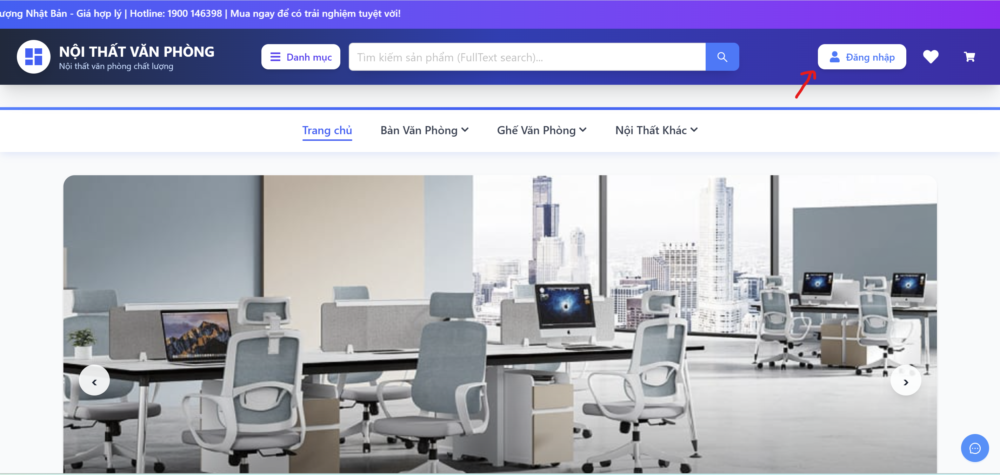 Nhật Bản - Giá hợp lý | Hotline: 1900 146398 | Mua ngay để có trải nghiệm tuyệt vời!
NỘI THẤT VĂN PHÒNG
Nội thất văn phòng chất lượng
Danh mục
Tìm kiếm sản phẩm (FullText search)...
Đăng nhập
Trang chủ
Bàn Văn Phòng
Ghế Văn Phòng
Nội Thất Khác